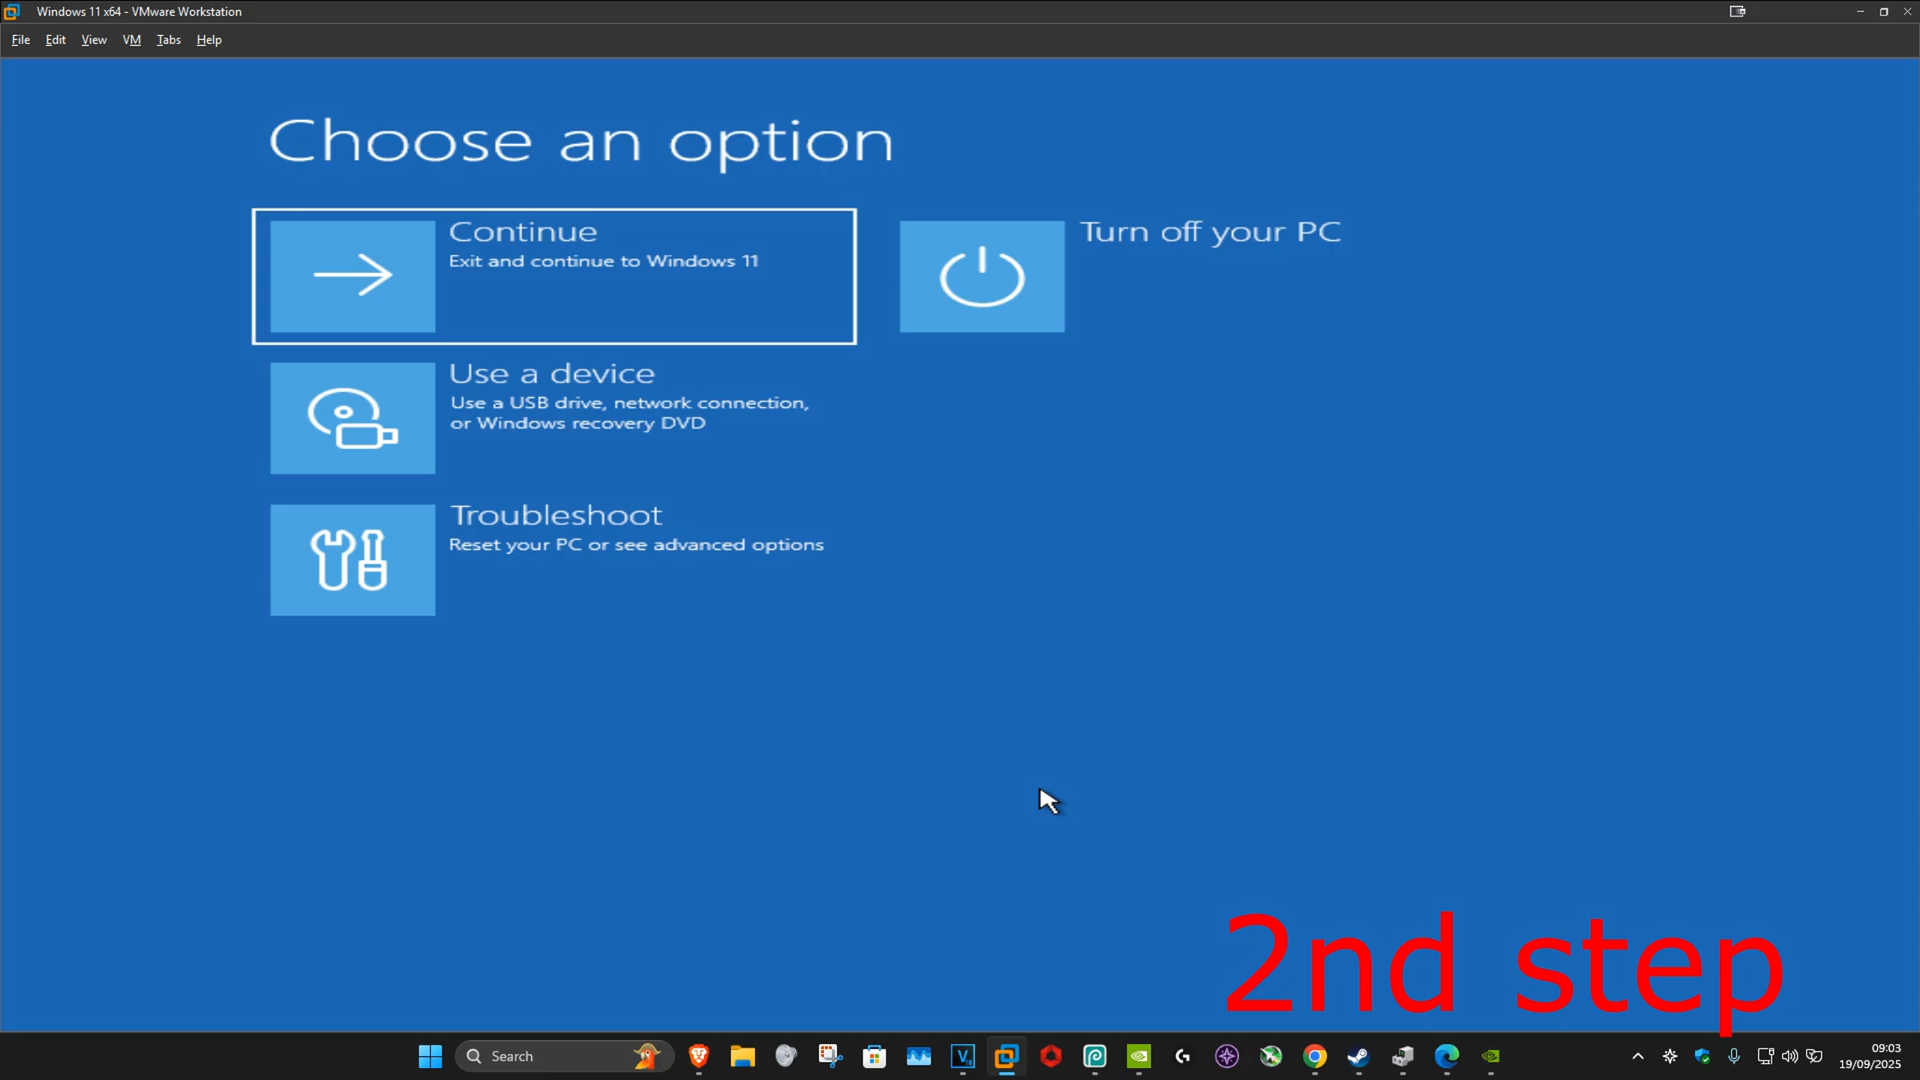 Windows 11 x64 - VMware Workstation
File Edit View VM Tabs Help
Choose an option
Continue
Exit and continue to Windows 11
Turn off your PC
Use a device
Use a USB drive, network connection,
or Windows recovery DVD
Troubleshoot
Reset your PC or see advanced options
2nd step
Search
09:03
19/09/2025